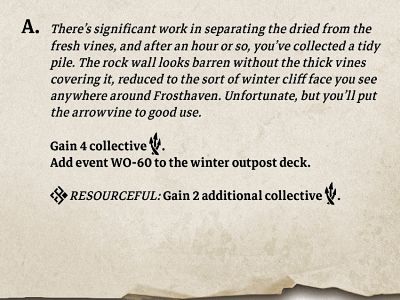 A. There's significant work in separating the dried from the
fresh vines, and after an hour or so, you've collected a tidy
pile. The rock wall looks barren without the thick vines
covering it, reduced to the sort of winter cliff face you see
anywhere around Frosthaven. Unfortunate, but you'll put
the arrowvine to good use.
Gain 4 collective .
Add event WO-60 to the winter outpost deck.
RESOURCEFUL: Gain 2 additional collective .